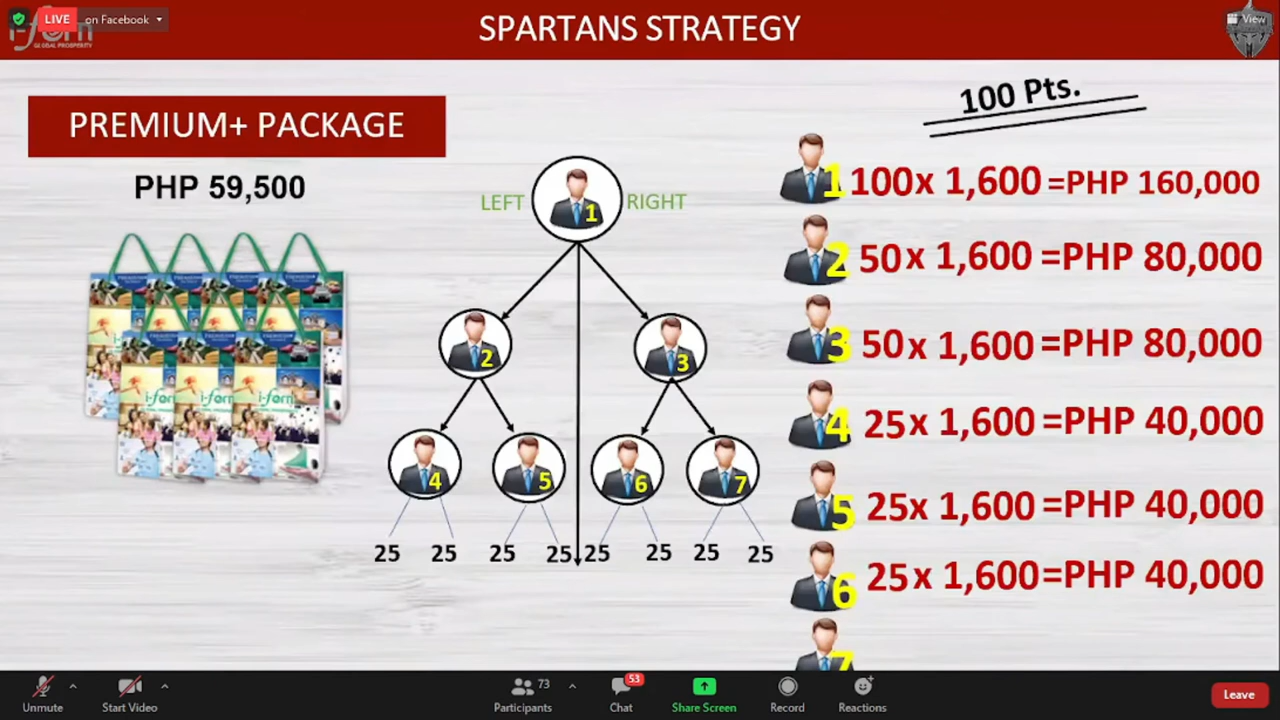 LIVE on Facebook
i-fern
GLOBAL PROSPERITY
SPARTANS STRATEGY
View
PREMIUM+ PACKAGE
PHP 59,500
LEFT
RIGHT
1
2
3
4
5
6
7
25 25 25 25 25 25 25 25
100 Pts.
1 100x 1,600 =PHP 160,000
2 50x 1,600 =PHP 80,000
3 50x 1,600 =PHP 80,000
4 25x 1,600 =PHP 40,000
5 25x 1,600 =PHP 40,000
6 25x 1,600=PHP 40,000
7
Unmute
Start Video
73
Participants
53
Chat
Share Screen
Record
Reactions
Leave